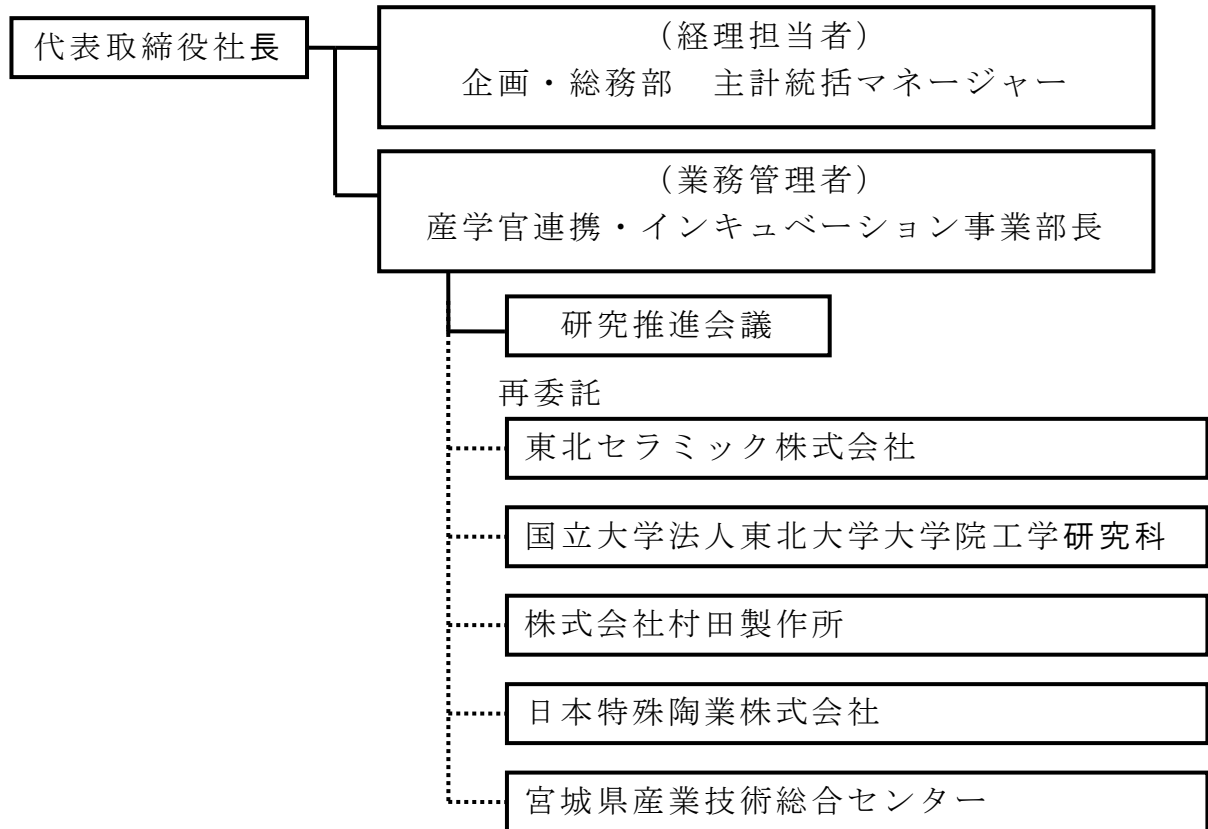 代表取締役社長
（経理担当者）
企画・総務部　主計統括マネージャー
（業務管理者）
産学官連携・インキュベーション事業部長
研究推進会議
再委託
東北セラミック株式会社
国立大学法人東北大学大学院工学研究科
株式会社村田製作所
日本特殊陶業株式会社
宮城県産業技術総合センター